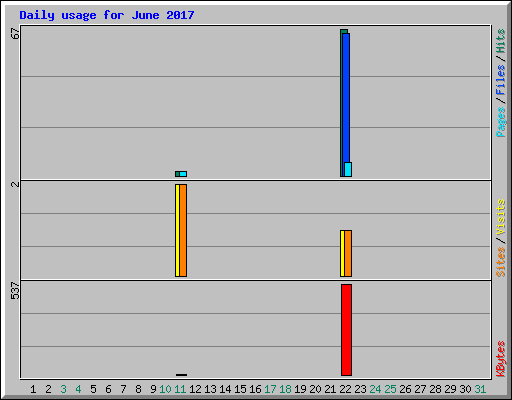 Daily usage for June 2017
67
2
537
Pages / Files / Hits
Sites / Visits
KBytes
1 2 3 4 5 6 7 8 9 10 11 12 13 14 15 16 17 18 19 20 21 22 23 24 25 26 27 28 29 30 31